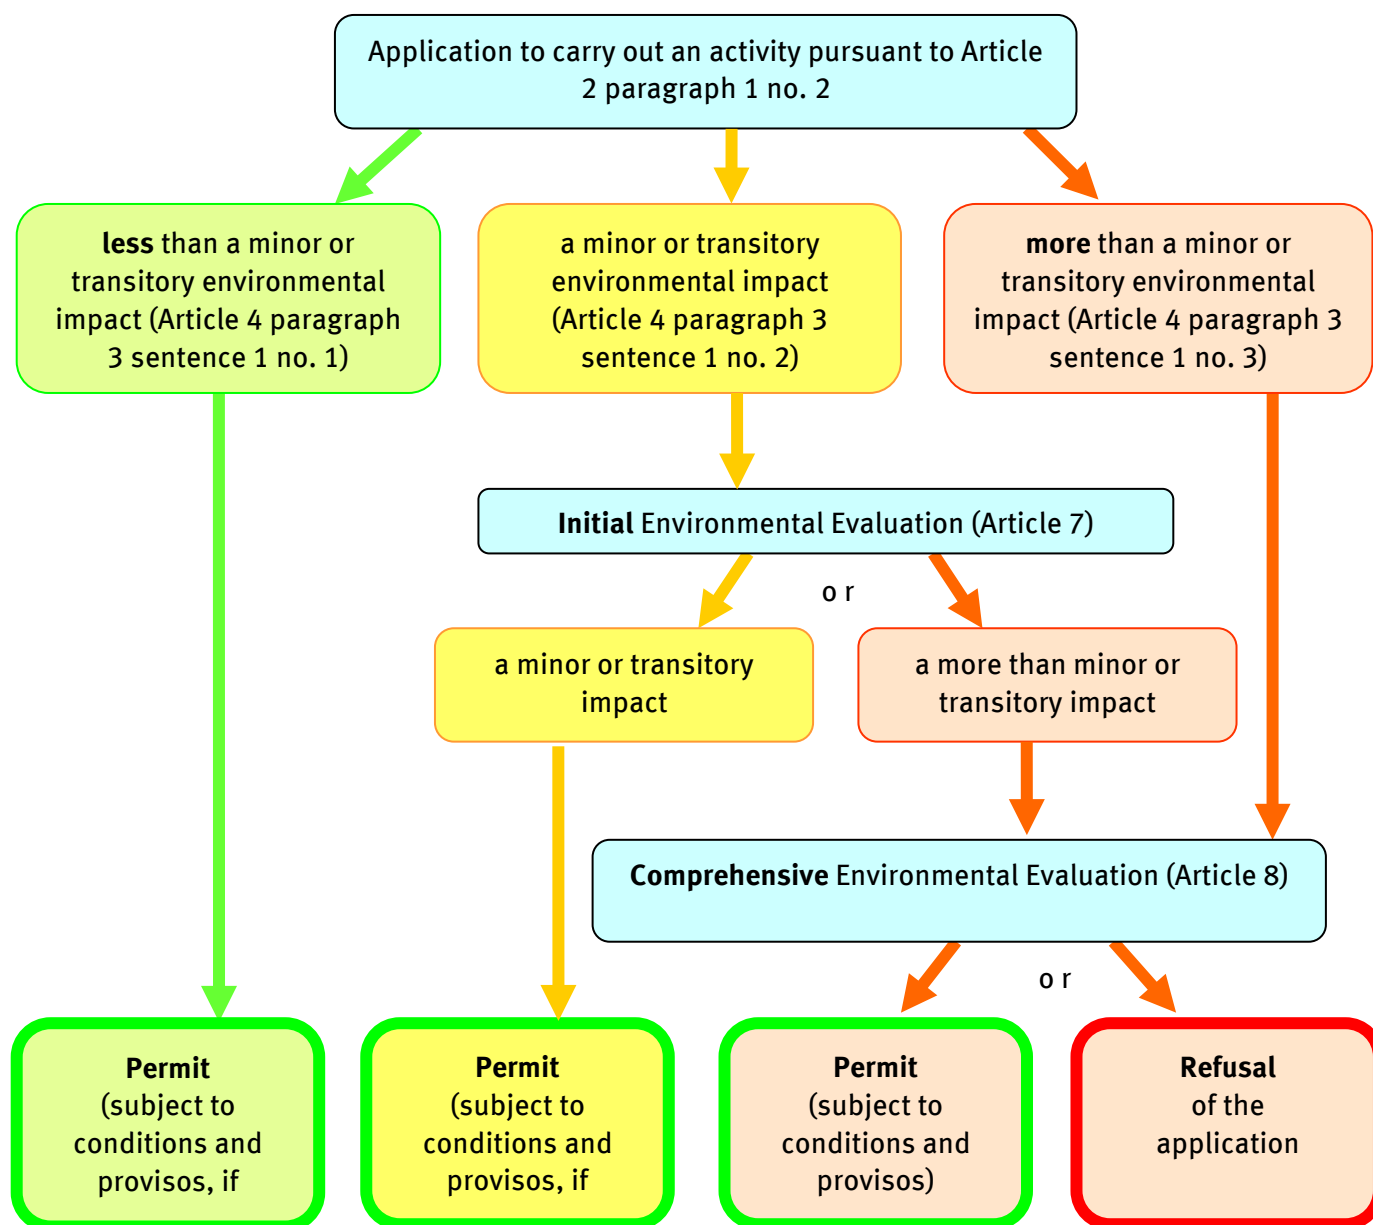 Application to carry out an activity pursuant to Article
2 paragraph 1 no. 2
less than a minor or
transitory environmental
impact (Article 4 paragraph
3 sentence 1 no. 1)
a minor or transitory
environmental impact
(Article 4 paragraph 3
sentence 1 no. 2)
more than a minor or
transitory environmental
impact (Article 4 paragraph 3
sentence 1 no. 3)
Initial Environmental Evaluation (Article 7)
o r
a minor or transitory
impact
a more than minor or
transitory impact
Comprehensive Environmental Evaluation (Article 8)
o r
Permit
(subject to
conditions and
provisos, if
Permit
(subject to
conditions and
provisos, if
Permit
(subject to
conditions and
provisos)
Refusal
of the
application